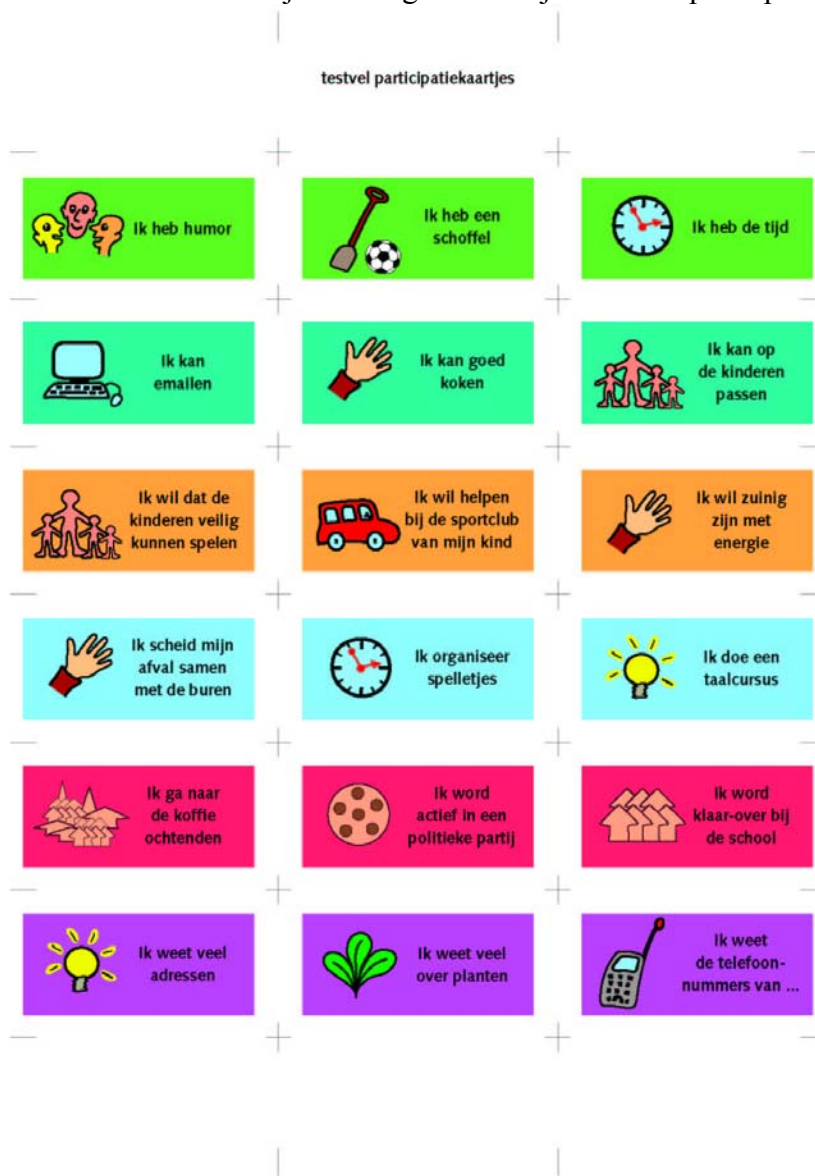 testvel participatiekaartjes
Ik heb humor
Ik heb een
schoffel
Ik heb de tijd
Ik kan
emailen
Ik kan goed
koken
Ik kan op
de kinderen
passen
Ik wil dat de
kinderen veilig
kunnen spelen
Ik wil helpen
bij de sportclub
van mijn kind
Ik wil zuinig
zijn met
energie
Ik scheid mijn
afval samen
met de buren
Ik organiseer
spelletjes
Ik doe een
taalcursus
Ik ga naar
de koffie
ochtenden
Ik word
actief in een
politieke partij
Ik word
klaar-over bij
de school
Ik weet veel
adressen
Ik weet veel
over planten
Ik weet
de telefoon-
nummers van ...